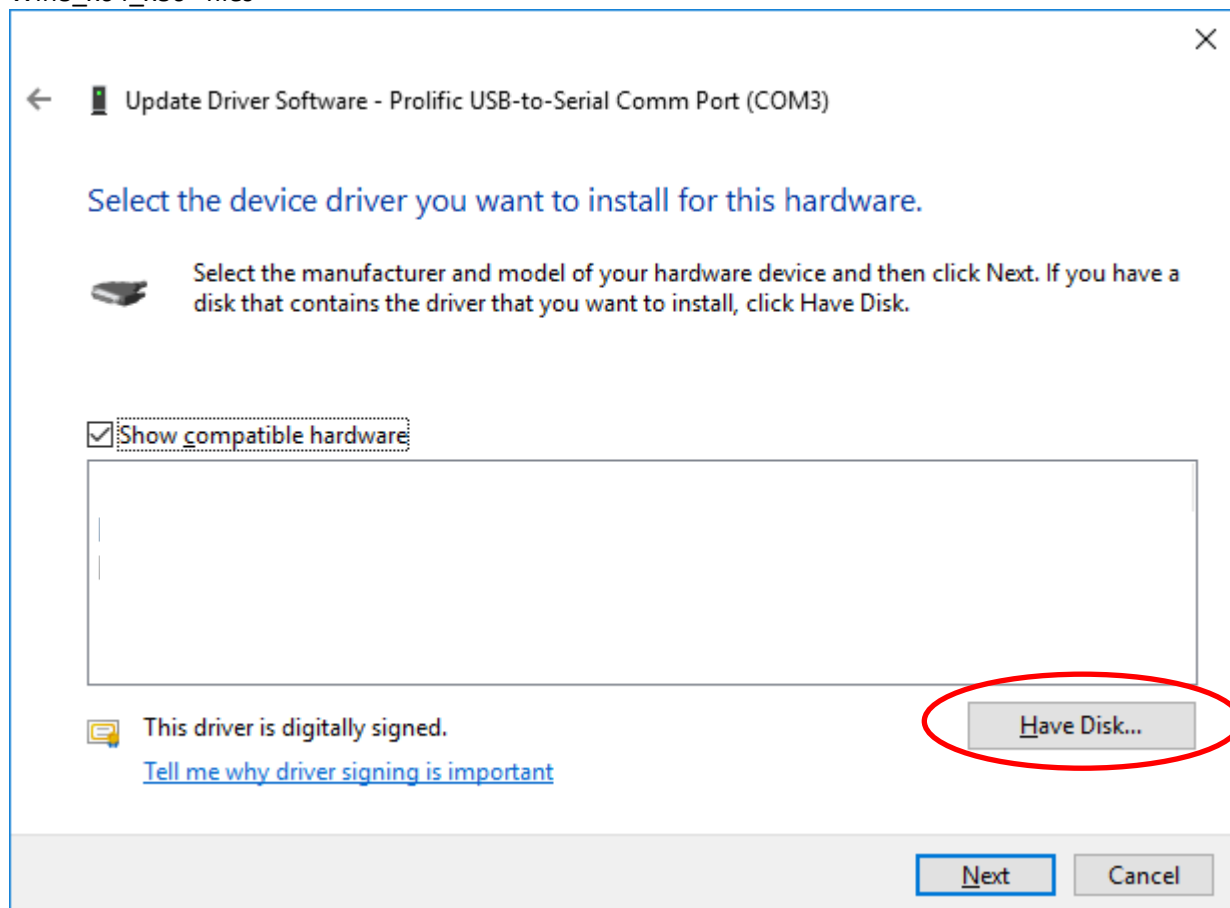 Update Driver Software - Prolific USB-to-Serial Comm Port (COM3)
Select the device driver you want to install for this hardware.
Select the manufacturer and model of your hardware device and then click Next. If you have a
disk that contains the driver that you want to install, click Have Disk.
Show compatible hardware
This driver is digitally signed.
Have Disk...
Tell me why driver signing is important
Next
Cancel